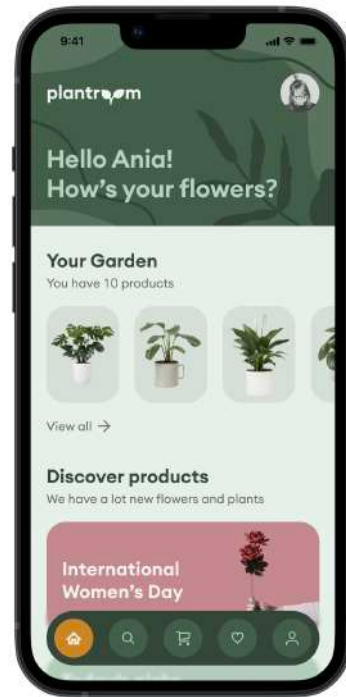 9:41
plantroom
Hello Ania!
How's your flowers?
Your Garden
You have 10 products
View all →
Discover products
We have a lot new flowers and plants
International
Women's Day